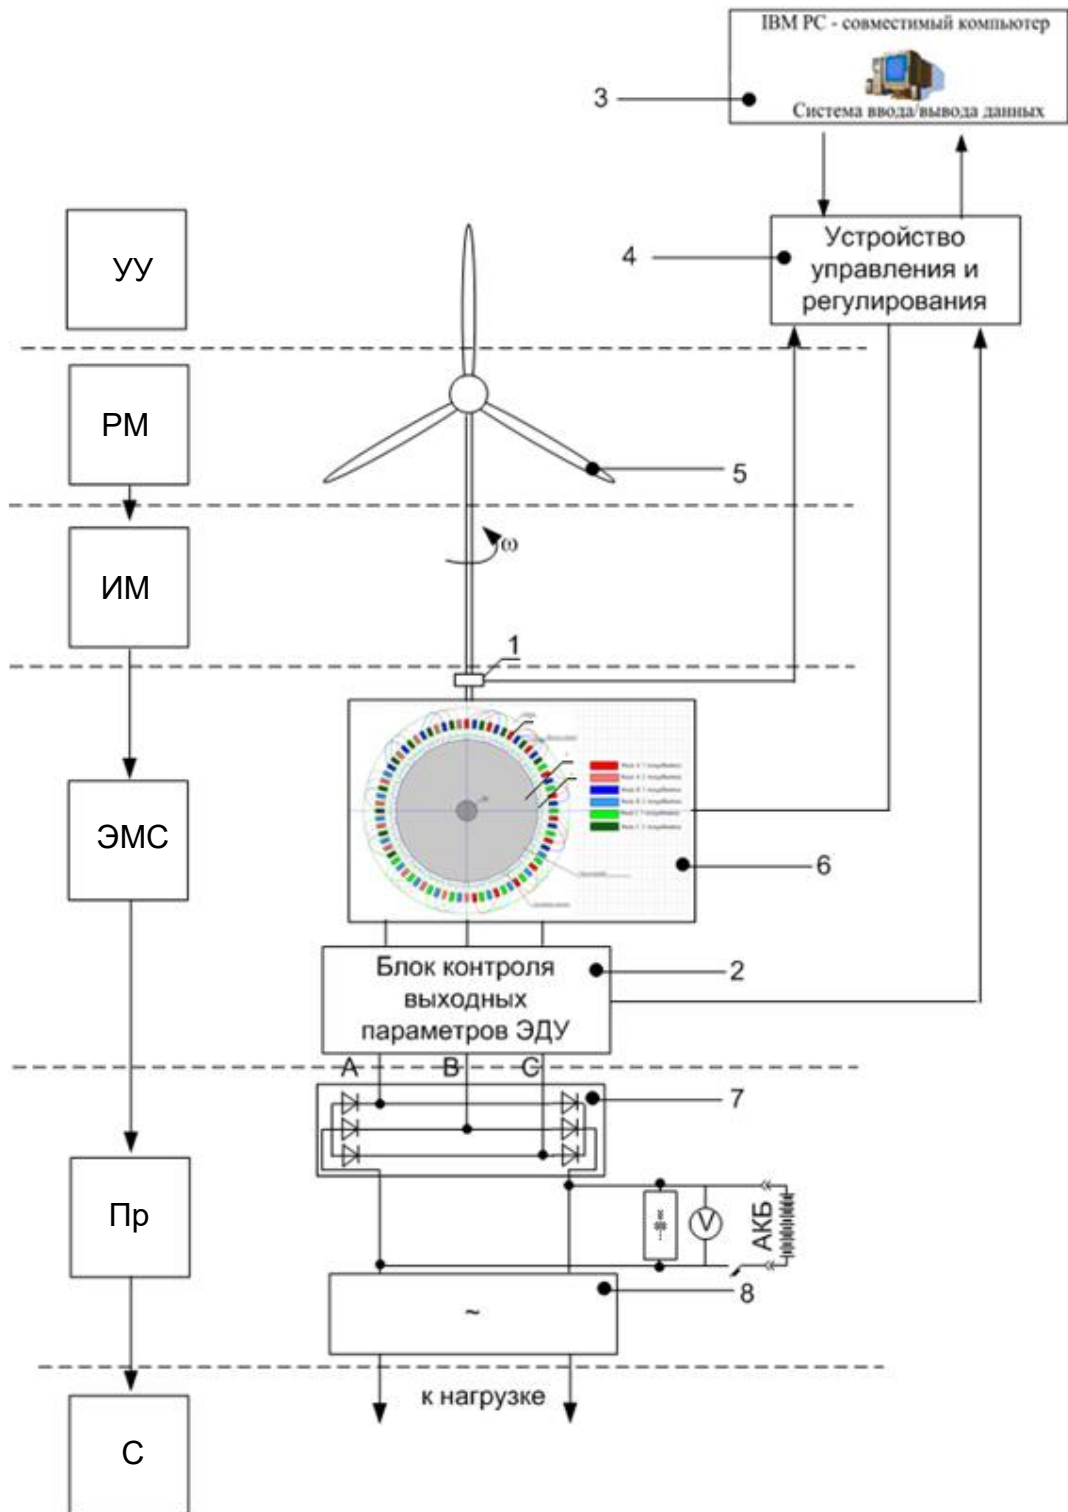 IBM PC - совместимый компьютер
3
Система ввода/вывода данных
УУ
4
Устройство
управления и
регулирования
РМ
5
ИМ
ω
1
ЭМС
6
Блок контроля
выходных
параметров ЭДУ
2
A B C
7
Пр
V
АКБ
8
~
к нагрузке
С